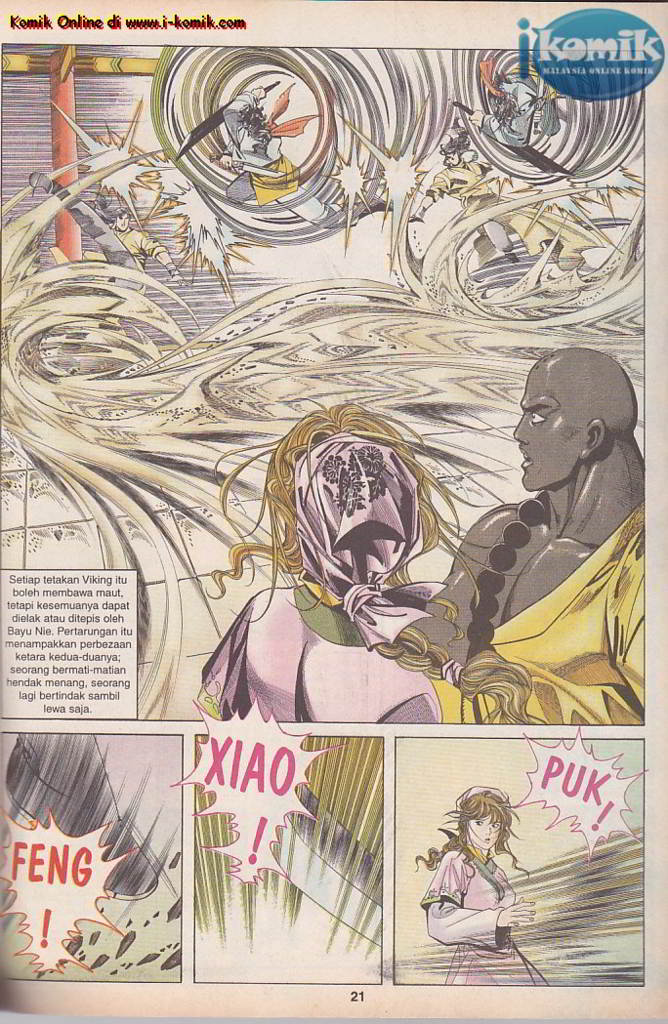 Komik Online di www.i-komik.com
ikomik
MALAYSIA ONLINE KOMIK
Setiap tetakan Viking itu
boleh membawa maut,
tetapi kesemuanya dapat
dielak atau ditepis oleh
Bayu Nie. Pertarungan itu
menampakkan perbezaan
ketara kedua-duanya;
seorang bermati-matian
hendak menang, seorang
lagi bertindak sambil
lewa saja.
FENG
!
XIAO
!
PUK
!
21